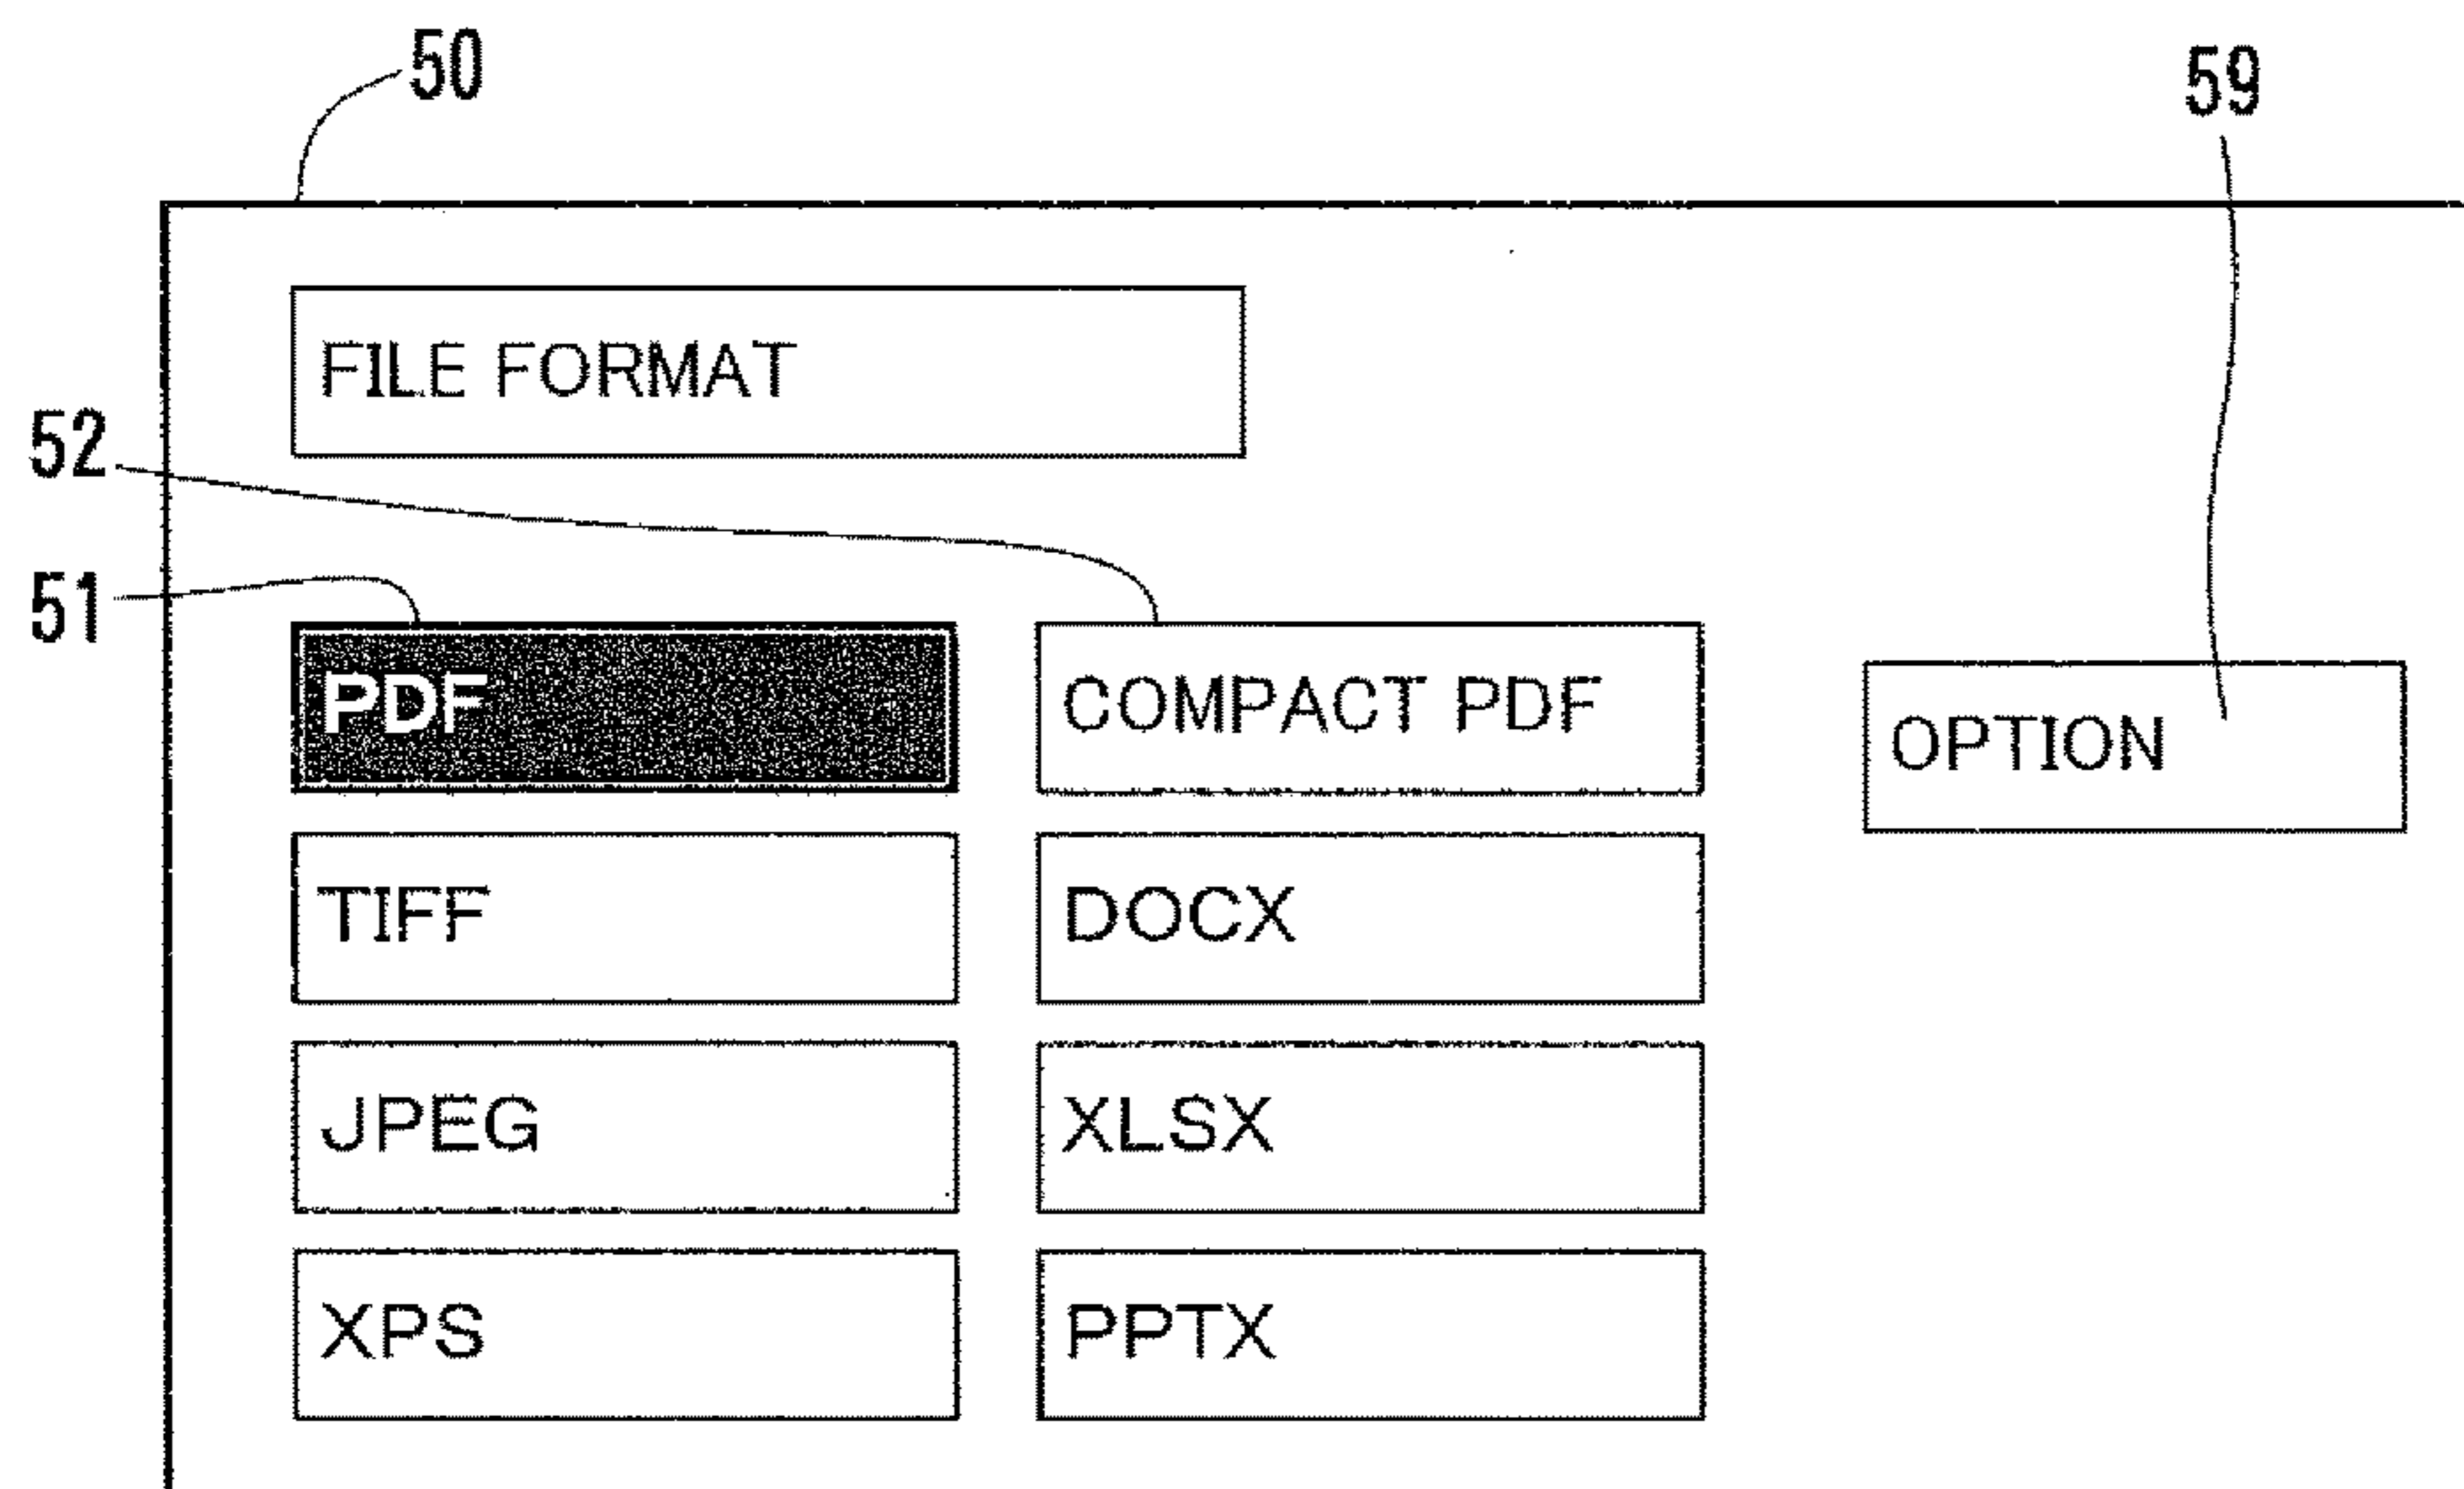 50
59
FILE FORMAT
52
51
PDF
COMPACT PDF
OPTION
TIFF
DOCX
JPEG
XLSX
XPS
PPTX